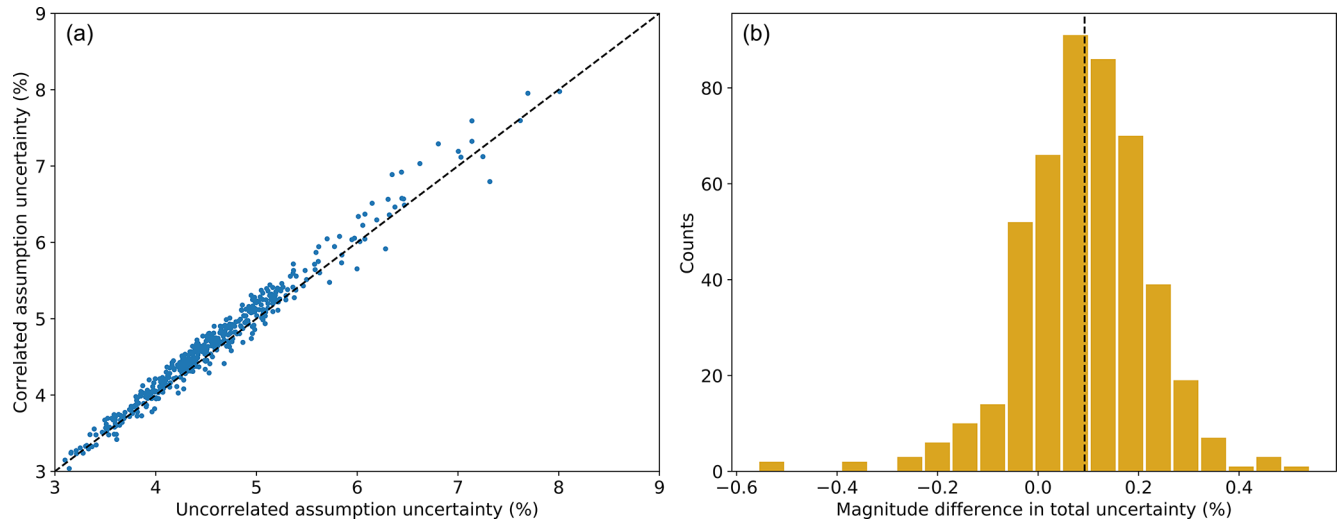 (a)
9
8
7
6
5
4
3
3 4 5 6 7 8 9
Correlated assumption uncertainty (%)
Uncorrelated assumption uncertainty (%)
(b)
80
60
40
20
0
−0.6 −0.4 −0.2 0.0 0.2 0.4
Counts
Magnitude difference in total uncertainty (%)